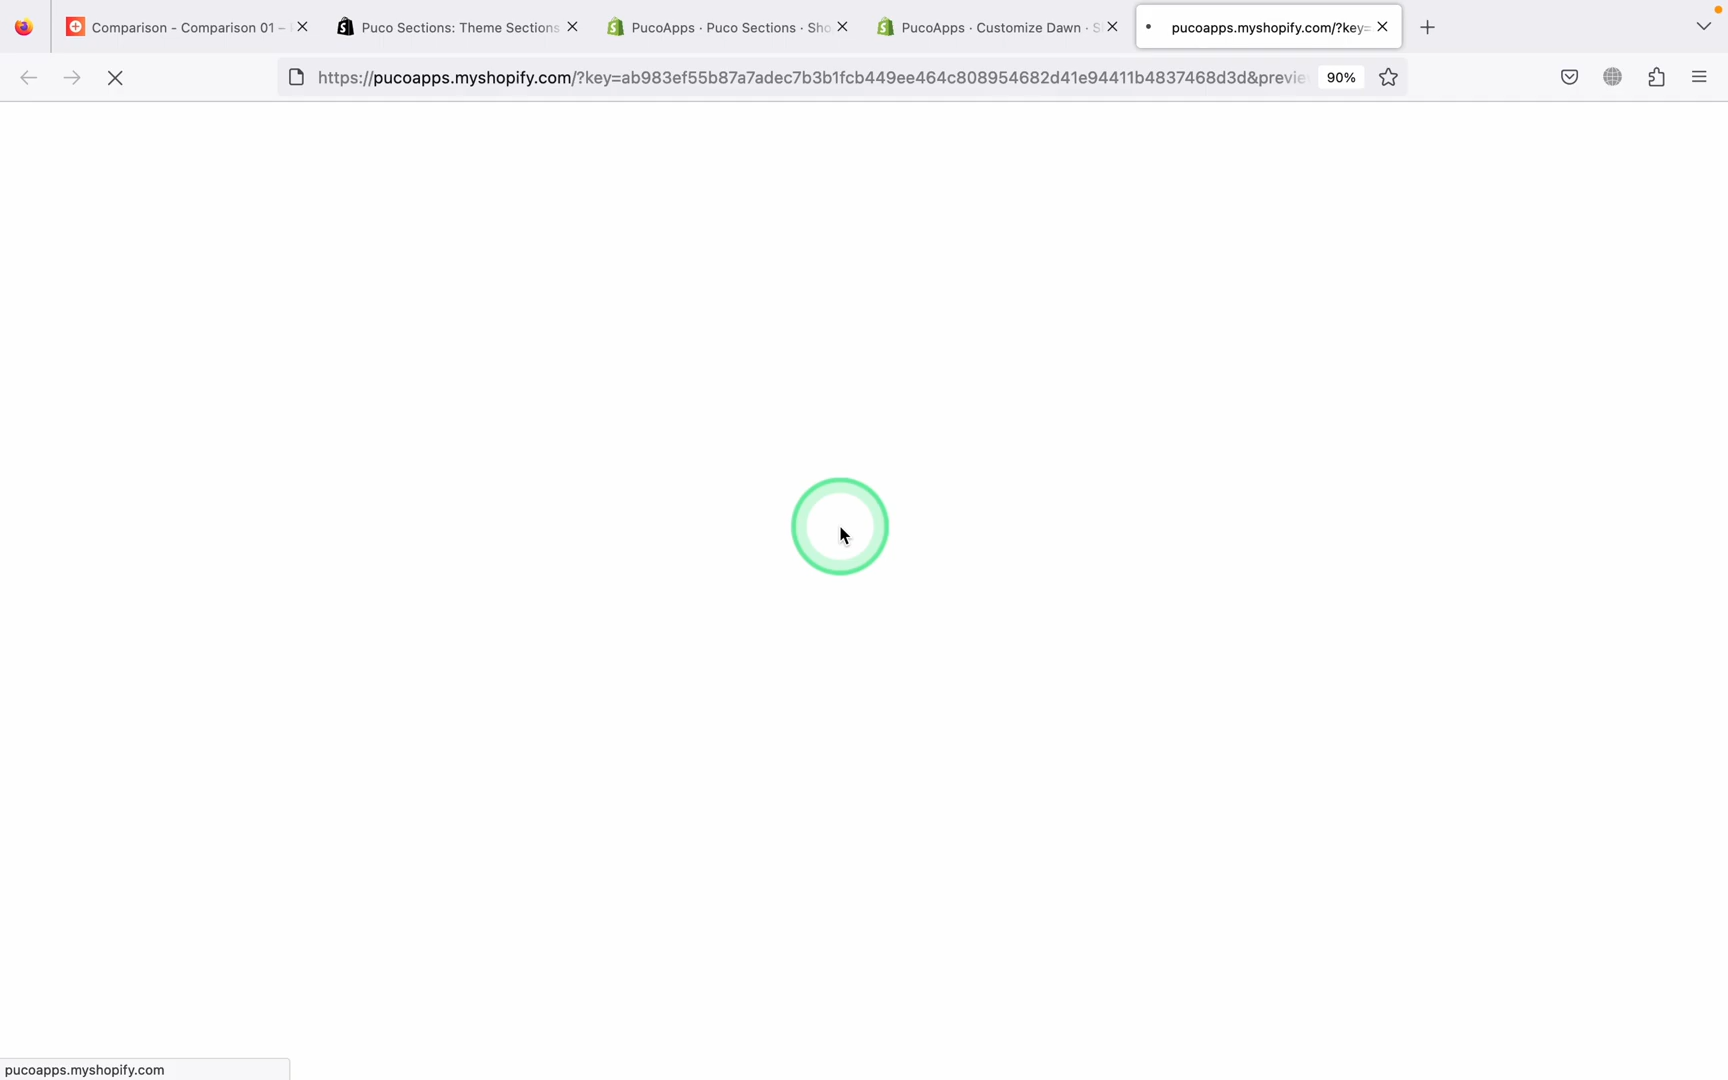 Comparison - Comparison 01 –
Puco Sections: Theme Sections
PucoApps · Puco Sections · Sho
PucoApps · Customize Dawn · S
pucoapps.myshopify.com/?key=
https://pucoapps.myshopify.com/?key=ab983ef55b87a7adec7b3b1fcb449ee464c808954682d41e94411b4837468d3d&previe
90%
pucoapps.myshopify.com